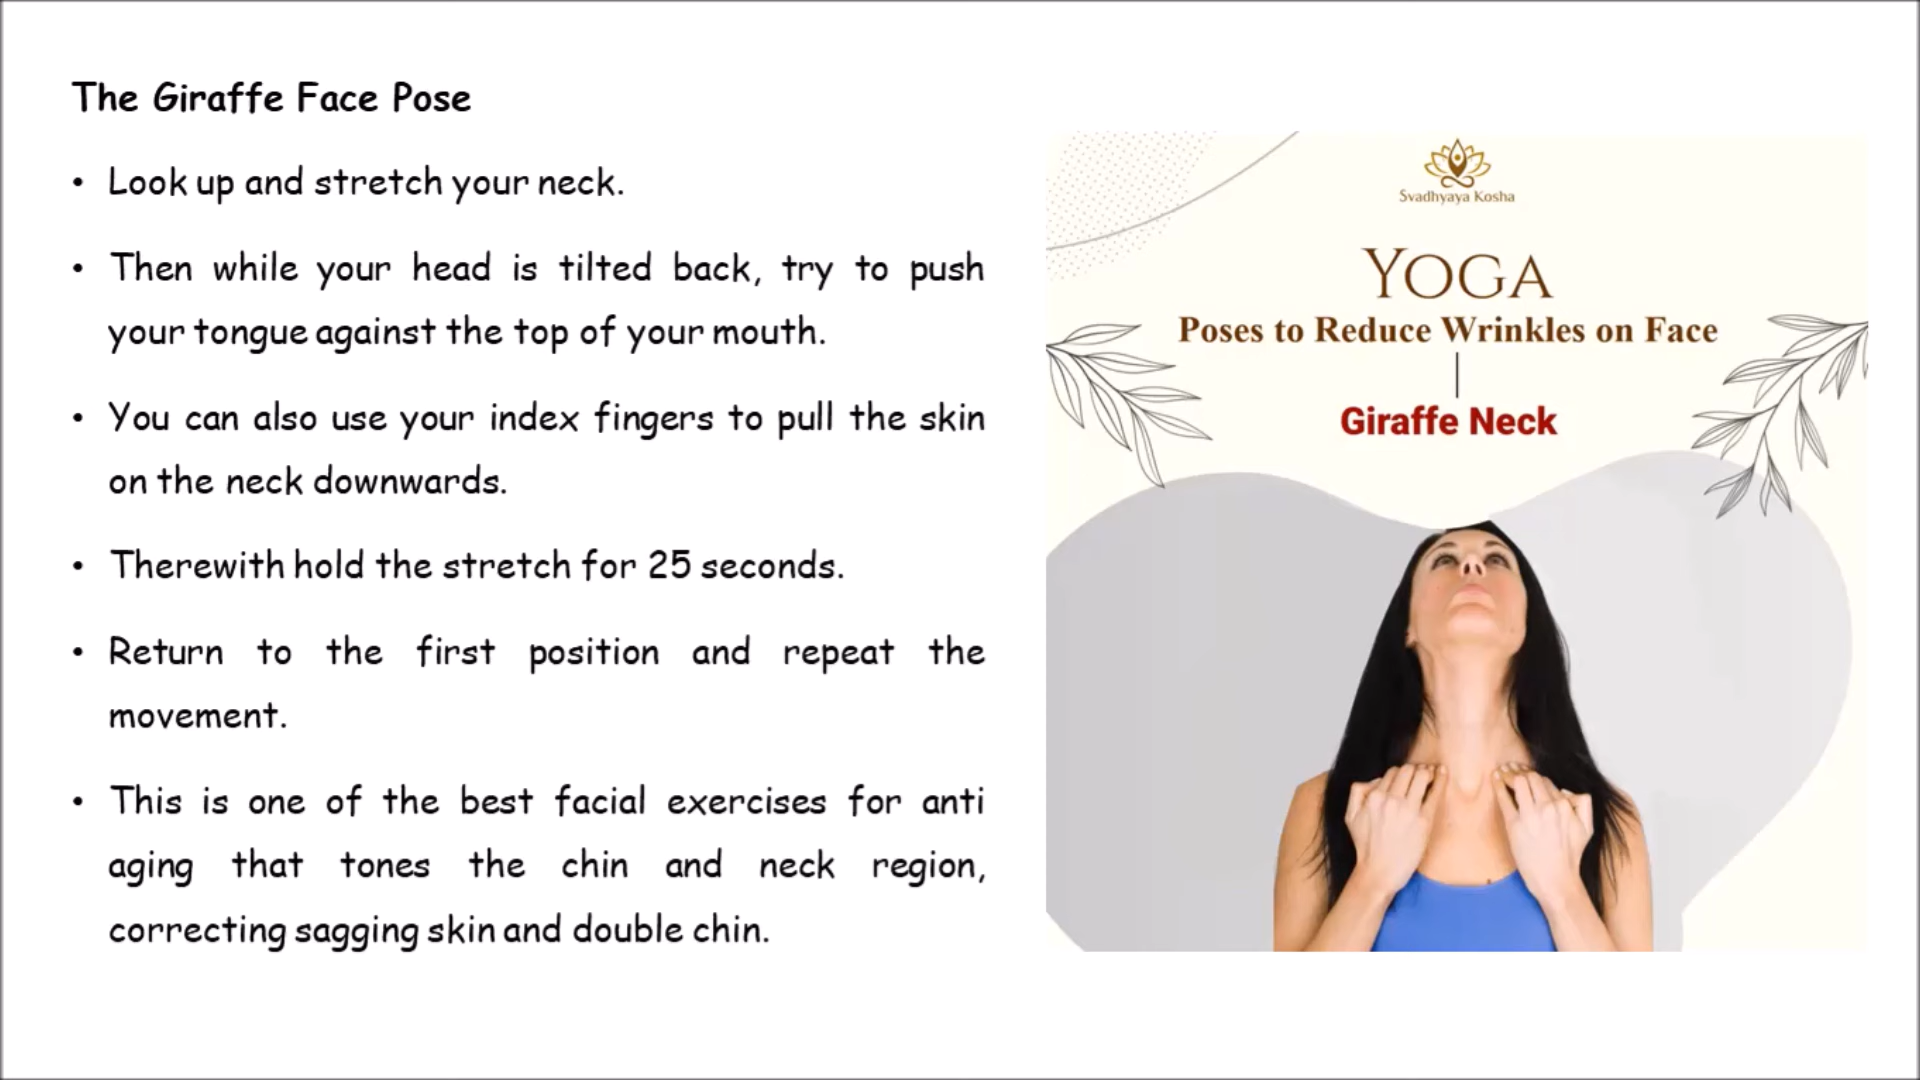 The Giraffe Face Pose
• Look up and stretch your neck.
• Then while your head is tilted back, try to push
your tongue against the top of your mouth.
• You can also use your index fingers to pull the skin
on the neck downwards.
• Therewith hold the stretch for 25 seconds.
• Return to the first position and repeat the
movement.
• This is one of the best facial exercises for anti
aging that tones the chin and neck region,
correcting sagging skin and double chin.
Svadhyaya Kosha
YOGA
Poses to Reduce Wrinkles on Face
Giraffe Neck